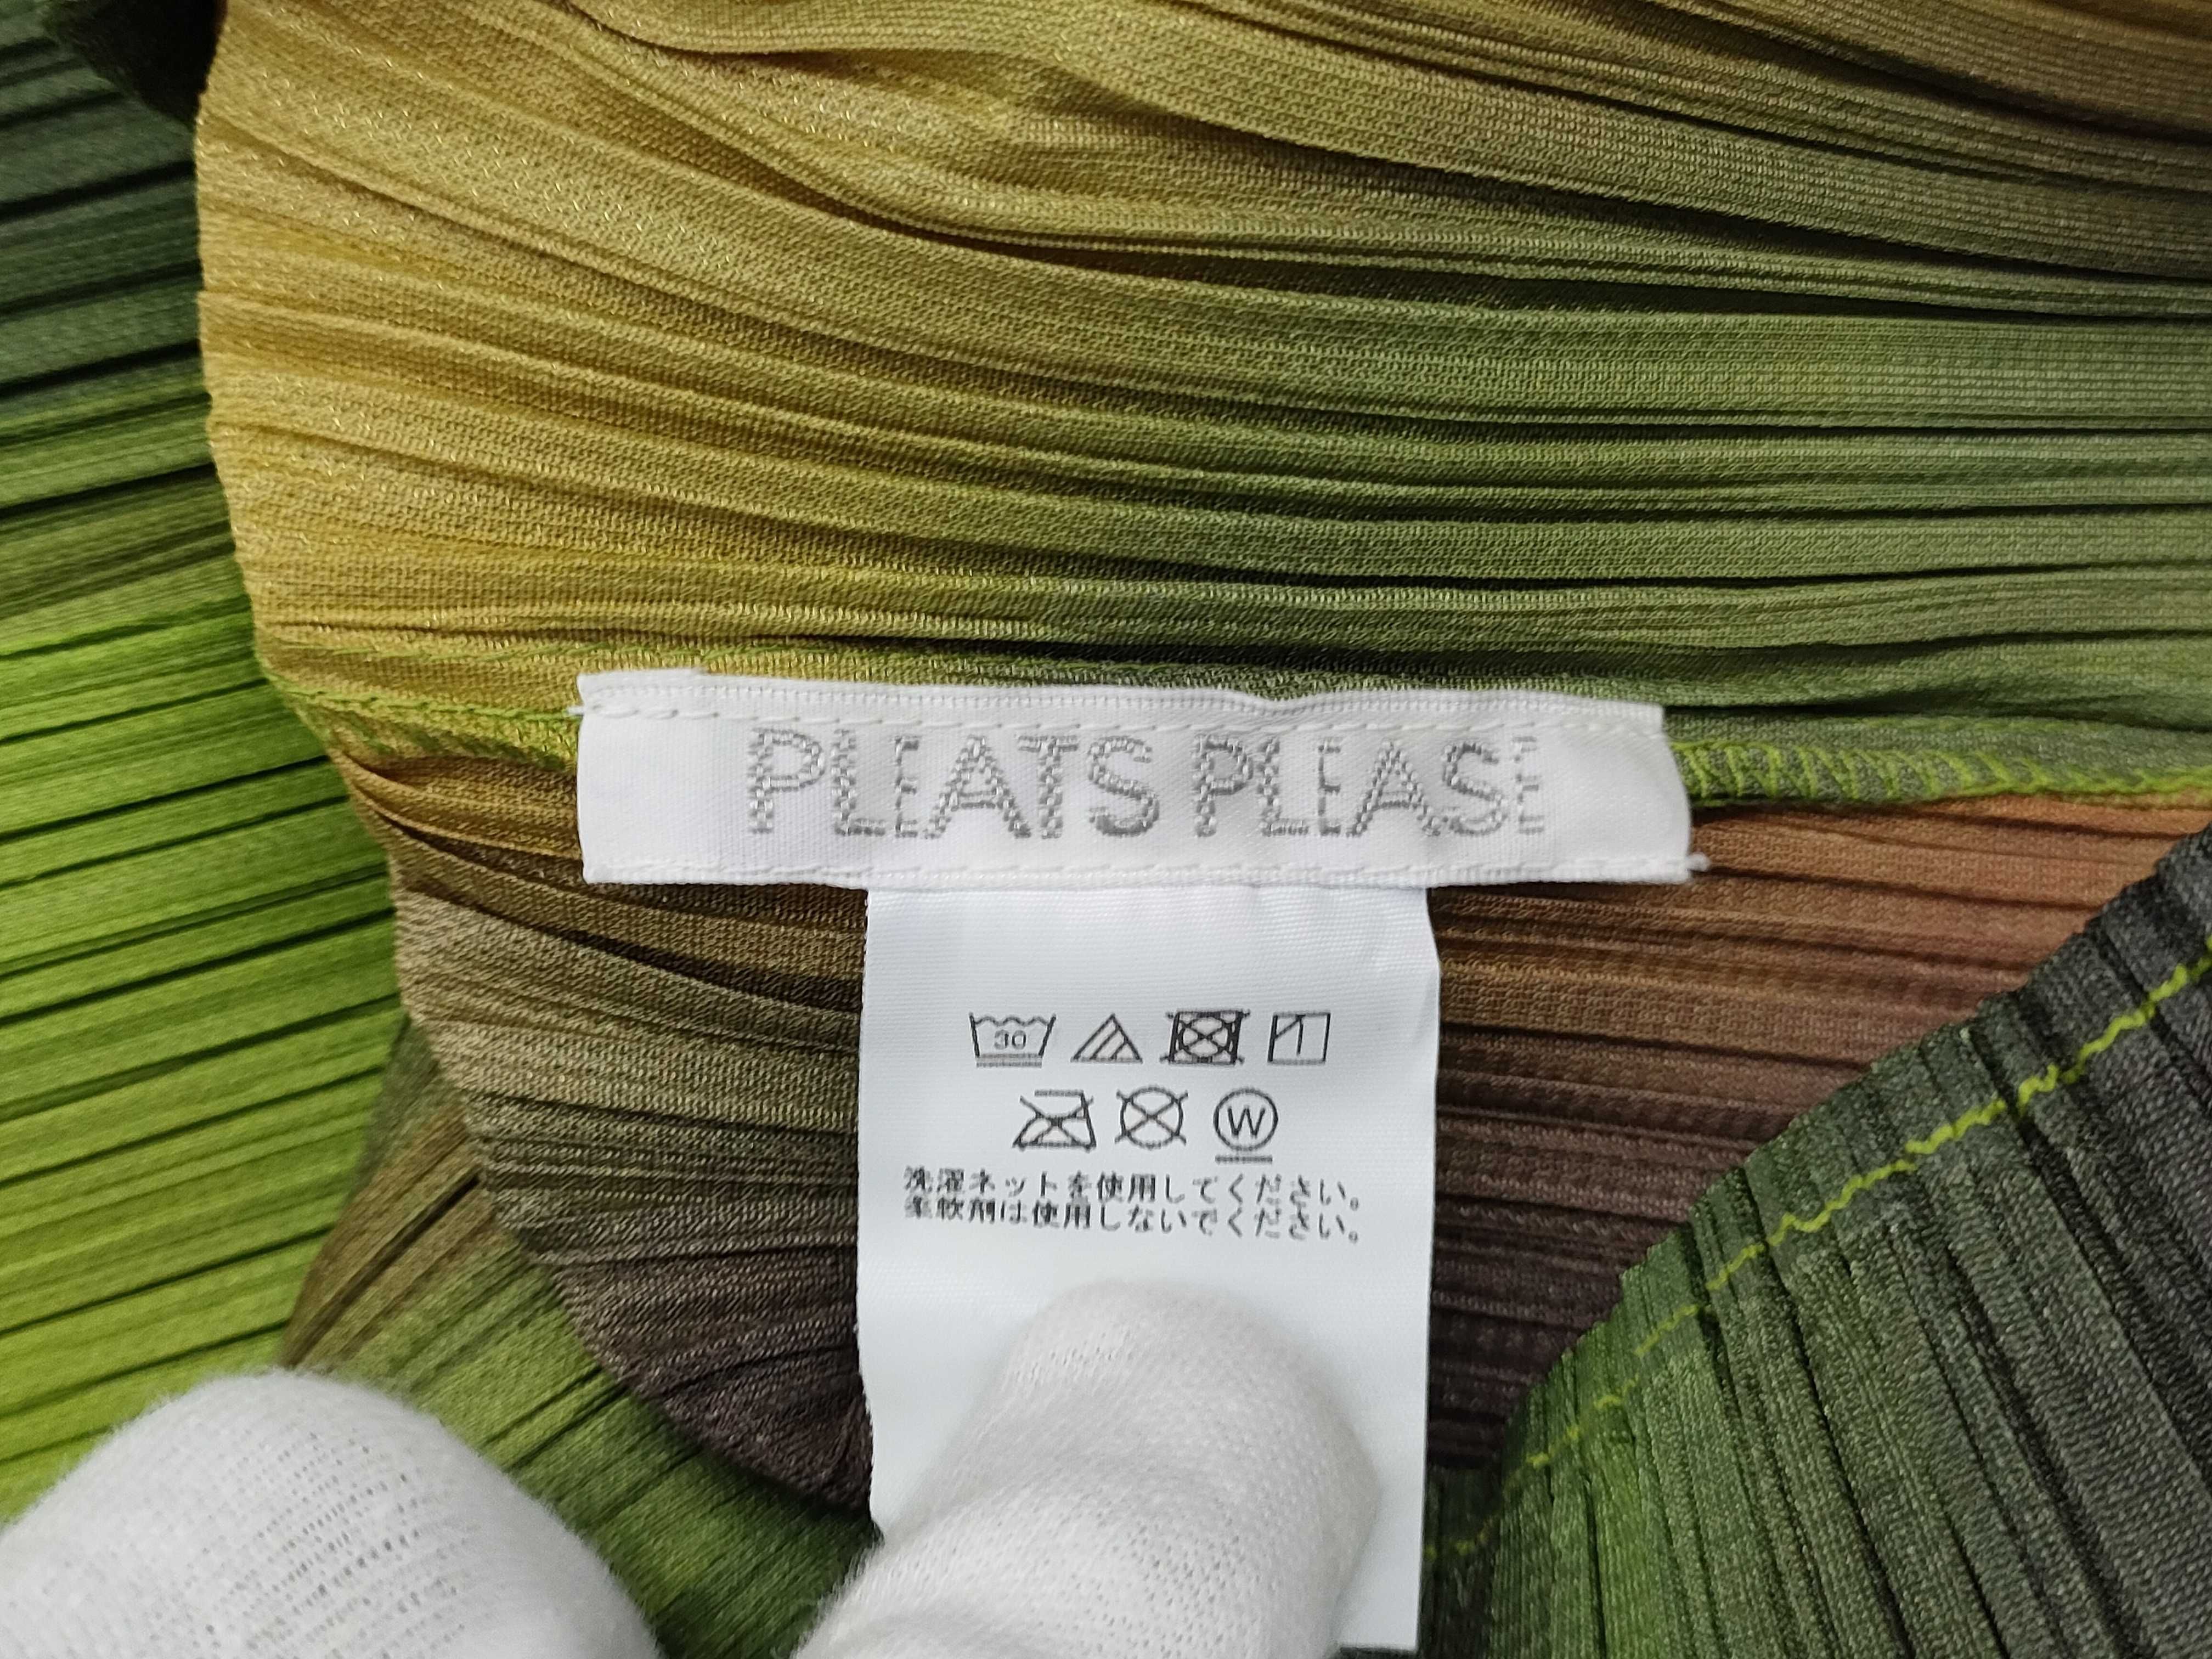 PLEATS PLEASE
30
W
洗濯ネットを使用してください。
柔軟剤は使用しないでください。